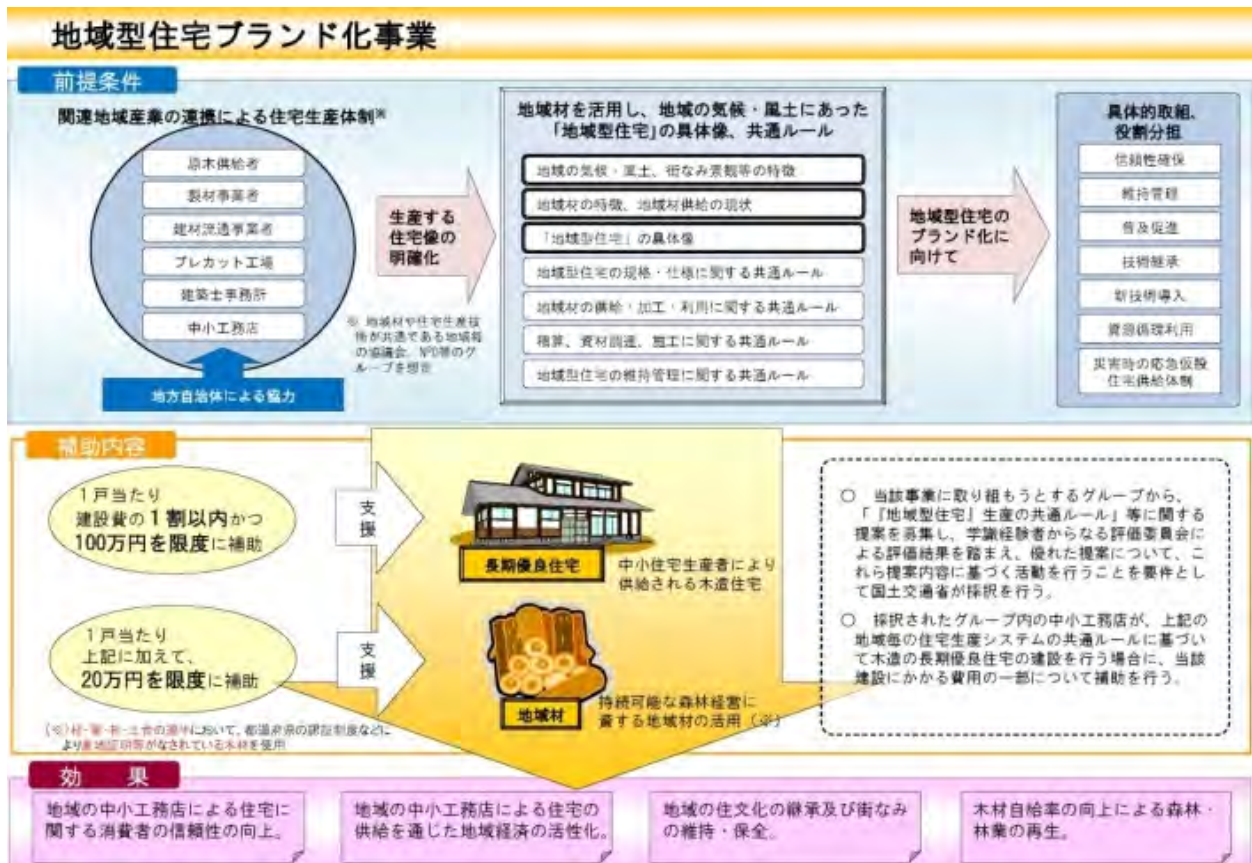 地域型住宅ブランド化事業
前提条件
関連地域産業の連携による住宅生産体制※
原木供給者
製材事業者
建材流通事業者
プレカット工場
建築士事務所
中小工務店
地方自治体による協力
生産する
住宅像の
明確化
※ 地域材や住宅生産技
術が共通である地域毎
の協議会、NPO等のグ
ループを想定
地域材を活用し、地域の気候・風土にあった
「地域型住宅」の具体像、共通ルール
地域の気候・風土、街なみ景観等の特徴
地域材の特徴、地域材供給の現状
「地域型住宅」の具体像
地域型住宅の規格・仕様に関する共通ルール
地域材の供給・加工・利用に関する共通ルール
積算、資材調達、施工に関する共通ルール
地域型住宅の維持管理に関する共通ルール
地域型住宅の
ブランド化に
向けて
具体的取組、
役割分担
信頼性確保
維持管理
普及促進
技術継承
新技術導入
資源循環利用
災害時の応急仮設
住宅供給体制
補助内容
1戸当たり
建設費の1割以内かつ
100万円を限度に補助
支援
長期優良住宅
中小住宅生産者により
供給される木造住宅
1戸当たり
上記に加えて、
20万円を限度に補助
支援
地域材
持続可能な森林経営に
資する地域材の活用(※)
において、都道府県の認証制度などに
より産地証明等がなされている木材を使用
○ 当該事業に取り組もうとするグループから、
「『地域型住宅』生産の共通ルール」等に関する
提案を募集し、学識経験者からなる評価委員会に
よる評価結果を踏まえ、優れた提案について、こ
れら提案内容に基づく活動を行うことを要件とし
て国土交通省が採択を行う。
○ 採択されたグループ内の中小工務店が、上記の
地域毎の住宅生産システムの共通ルールに基づい
て木造の長期優良住宅の建設を行う場合に、当該
建設にかかる費用の一部について補助を行う。
効 果
地域の中小工務店による住宅に
関する消費者の信頼性の向上。
地域の中小工務店による住宅の
供給を通じた地域経済の活性化。
地域の住文化の継承及び街なみ
の維持・保全。
木材自給率の向上による森林・
林業の再生。